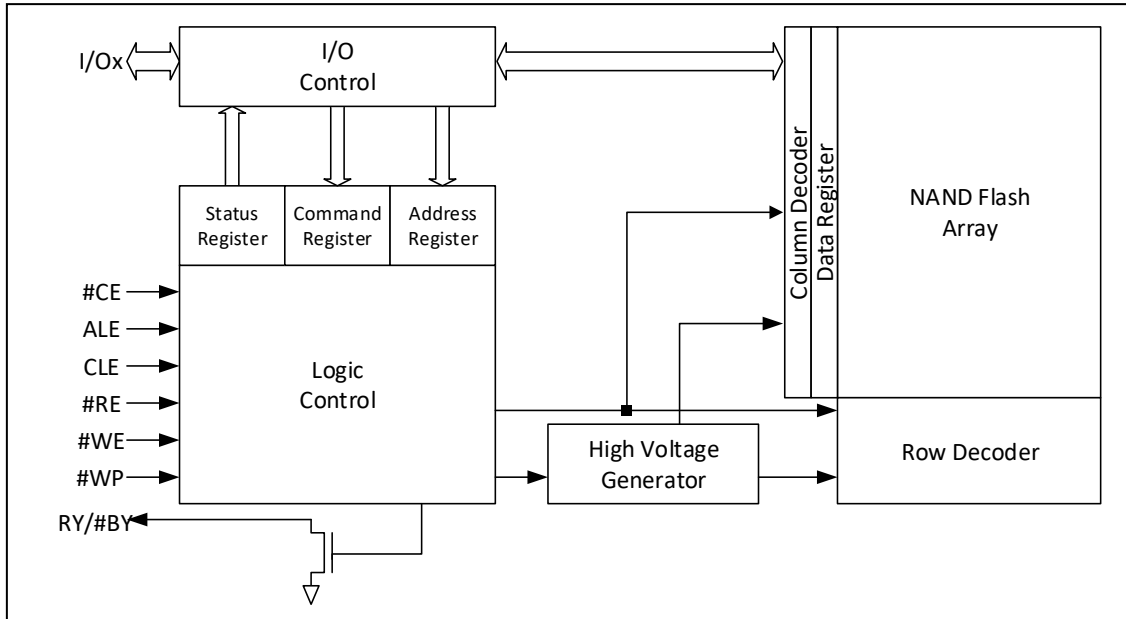 I/Ox
I/O
Control
Status
Register
Command
Register
Address
Register
Column Decoder
Data Register
NAND Flash
Array
#CE
ALE
CLE
#RE
#WE
#WP
Logic
Control
High Voltage
Generator
Row Decoder
RY/#BY